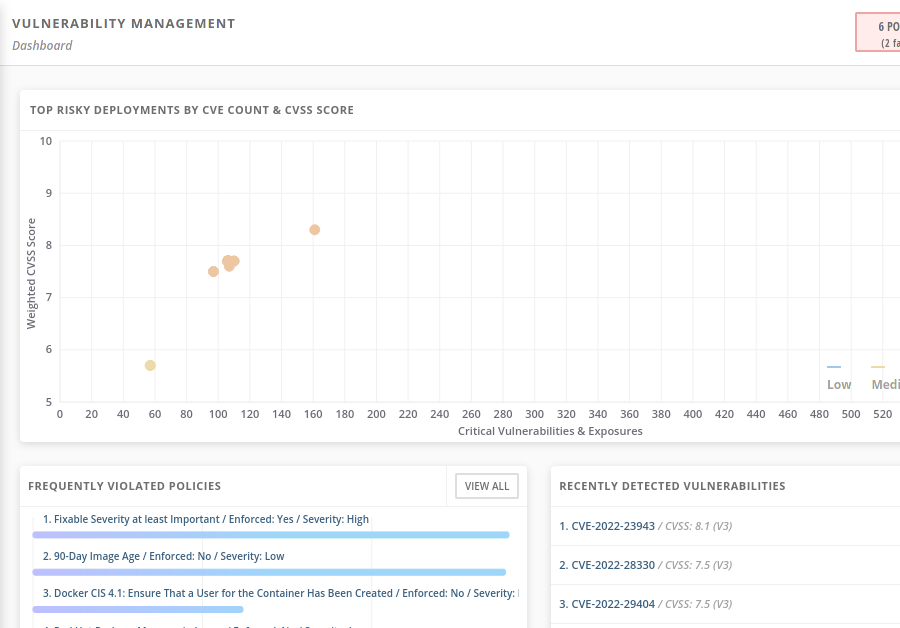 VULNERABILITY MANAGEMENT
Dashboard
6 PO
(2 fa
TOP RISKY DEPLOYMENTS BY CVE COUNT & CVSS SCORE
10
9
8
7
6
5
Weighted CVSS Score
0 20 40 60 80 100 120 140 160 180 200 220 240 260 280 300 320 340 360 380 400 420 440 460 480 500 520
Critical Vulnerabilities & Exposures
Low Medi
FREQUENTLY VIOLATED POLICIES
VIEW ALL
1. Fixable Severity at least Important / Enforced: Yes / Severity: High
2. 90-Day Image Age / Enforced: No / Severity: Low
3. Docker CIS 4.1: Ensure That a User for the Container Has Been Created / Enforced: No / Severity:
RECENTLY DETECTED VULNERABILITIES
1. CVE-2022-23943 / CVSS: 8.1 (V3)
2. CVE-2022-28330 / CVSS: 7.5 (V3)
3. CVE-2022-29404 / CVSS: 7.5 (V3)